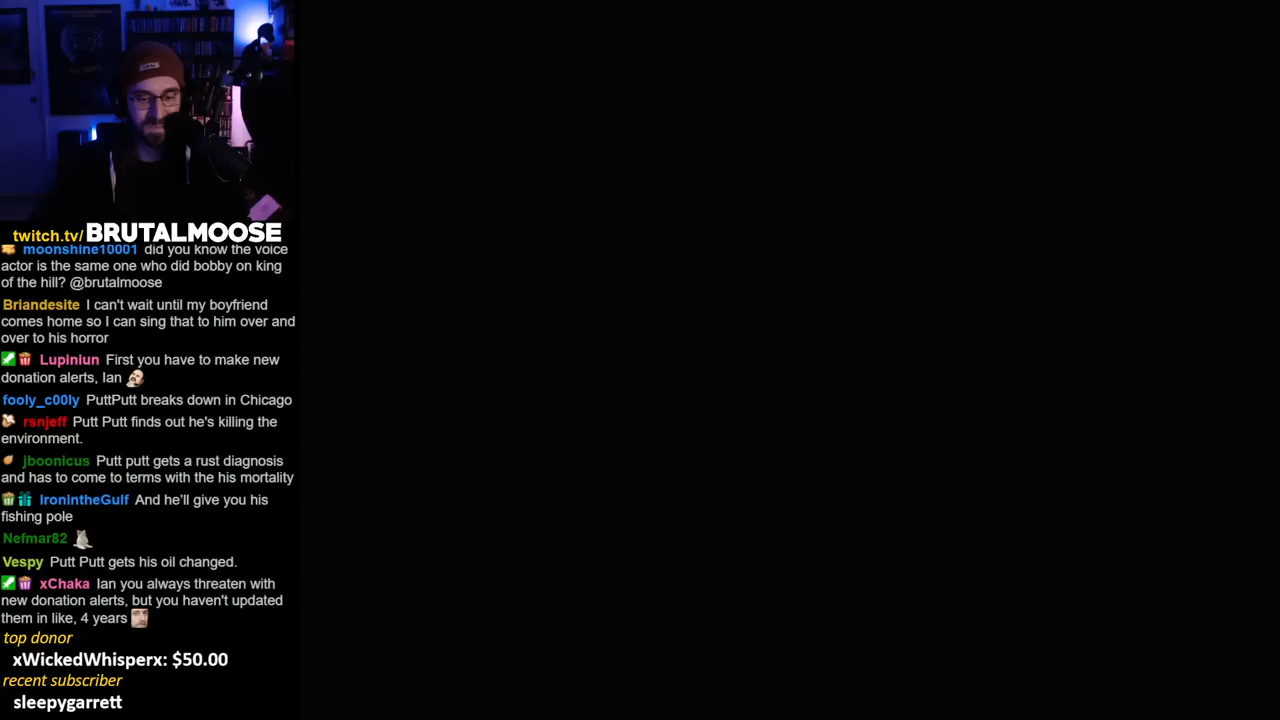 twitch.tv/BRUTALMOOSE
moonshine10001 did you know the voice
actor is the same one who did bobby on king
of the hill? @brutalmoose
Briandesite I can't wait until my boyfriend
comes home so I can sing that to him over and
over to his horror
Lupiniun First you have to make new
donation alerts, Ian
fooly_c00ly PuttPutt breaks down in Chicago
rsnjeff Putt Putt finds out he's killing the
environment.
jboonicus Putt putt gets a rust diagnosis
and has to come to terms with the his mortality
IronintheGulf And he'll give you his
fishing pole
Nefmar82
Vespy Putt Putt gets his oil changed.
xChaka Ian you always threaten with
new donation alerts, but you haven't updated
them in like, 4 years
top donor
xWickedWhisperx: $50.00
recent subscriber
sleepygarrett